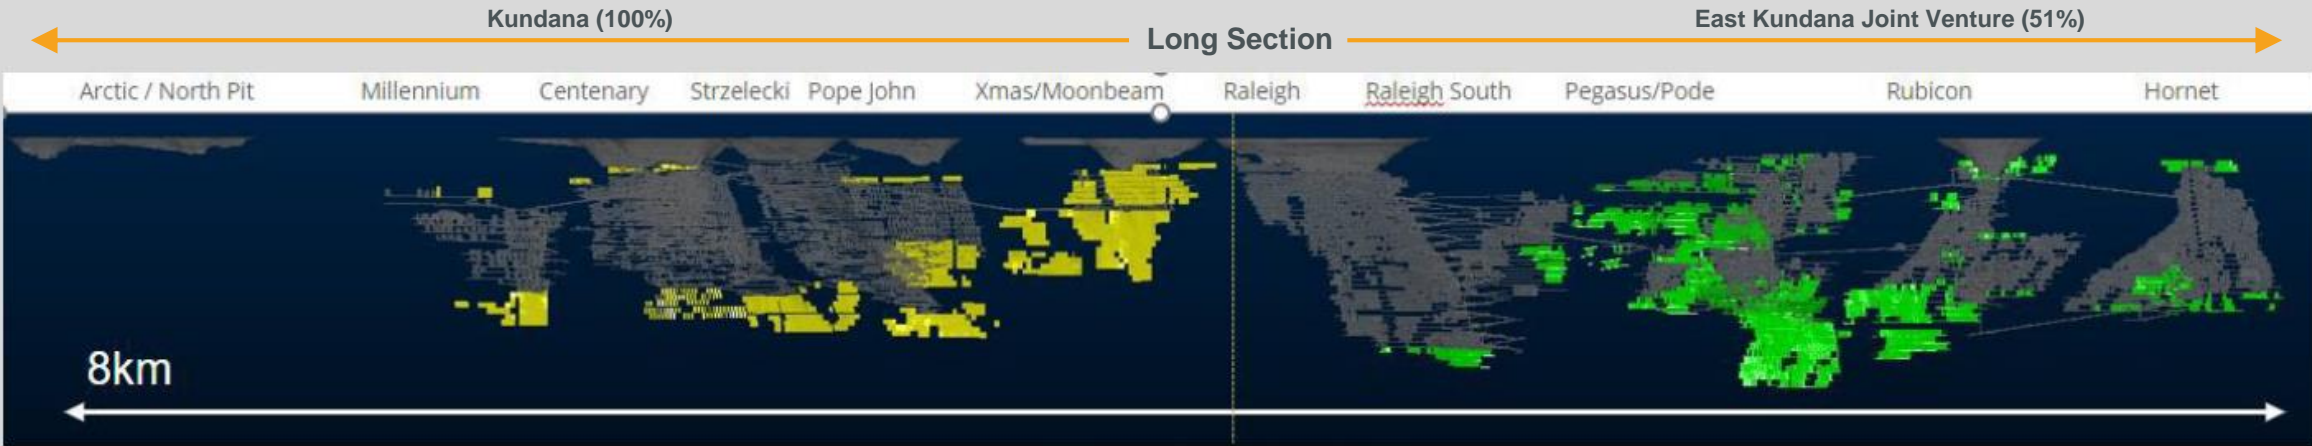 Kundana (100%)
East Kundana Joint Venture (51%)
Long Section
Arctic / North Pit Millennium Centenary Strzelecki Pope John Xmas/Moonbeam Raleigh Raleigh South Pegasus/Pode Rubicon Hornet
8km